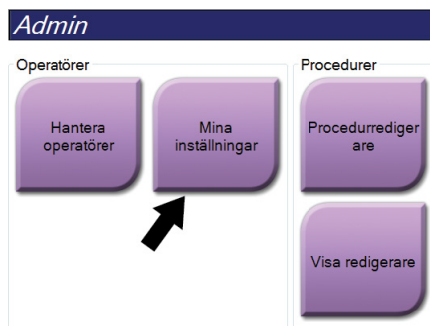 Admin
Operatörer
Hantera
operatörer
Mina
inställningar
Procedurer
Procedurrediger
are
Visa redigerare